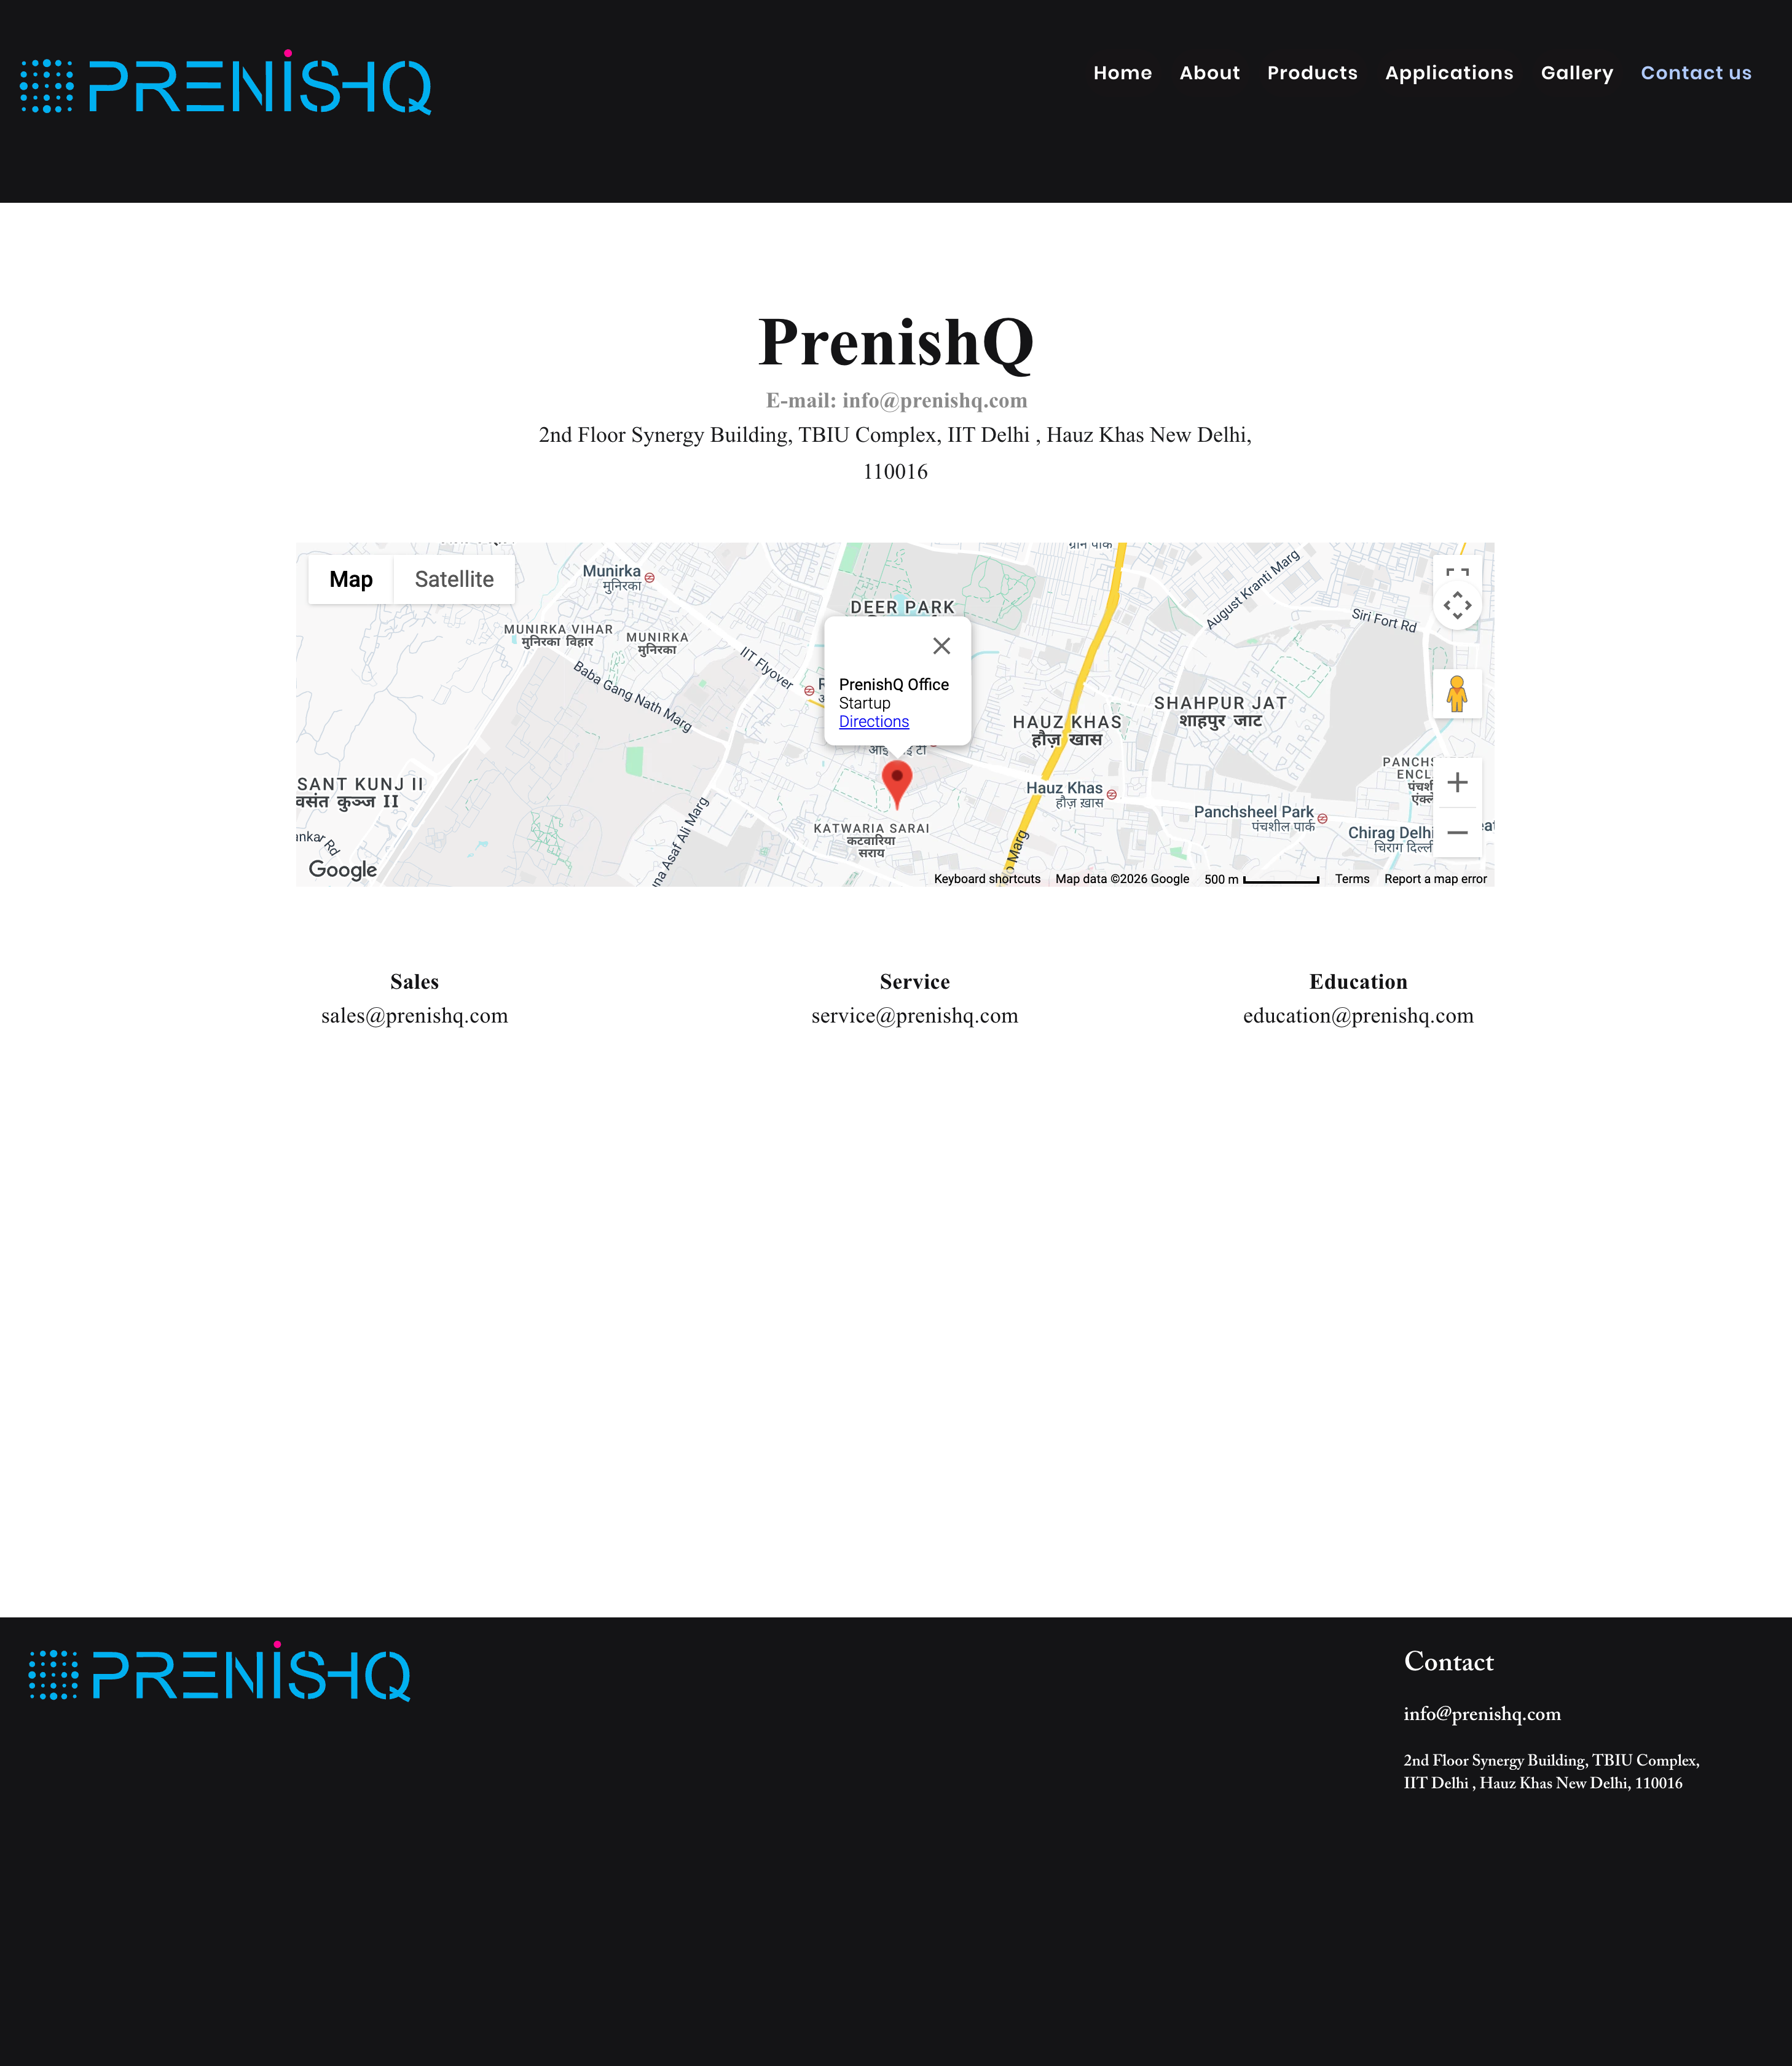 PRENISHQ
Home About Products Applications Gallery Contact us
PrenishQ
E-mail: info@prenishq.com
2nd Floor Synergy Building, TBIU Complex, IIT Delhi , Hauz Khas New Delhi,
110016
Map Satellite
ग्रीन पार्क
Munirka
मुनिरका
DEER PARK
August Kranti Marg
Siri Fort Rd
MUNIRKA VIHAR
मुनिरका विहार
MUNIRKA
मुनिरका
IIT Flyover
Baba Gang Nath Marg
PrenishQ Office
Startup
Directions
SHAHPUR JAT
शाहपुर जाट
HAUZ KHAS
हौज़ खास
SANT KUNJ II
वसंत कुञ्ज II
Hauz Khas
हौज़ ख़ास
Panchsheel Park
पंचशील पार्क
KATWARIA SARAI
कटवारिया
सराय
Chirag Delhi
चिराग दिल्ली
Rd
Asaf Ali Marg
Marg
Google
Keyboard shortcuts Map data ©2026 Google 500 m Terms Report a map error
Sales
sales@prenishq.com
Service
service@prenishq.com
Education
education@prenishq.com
PRENISHQ
Contact
info@prenishq.com
2nd Floor Synergy Building, TBIU Complex,
IIT Delhi , Hauz Khas New Delhi, 110016